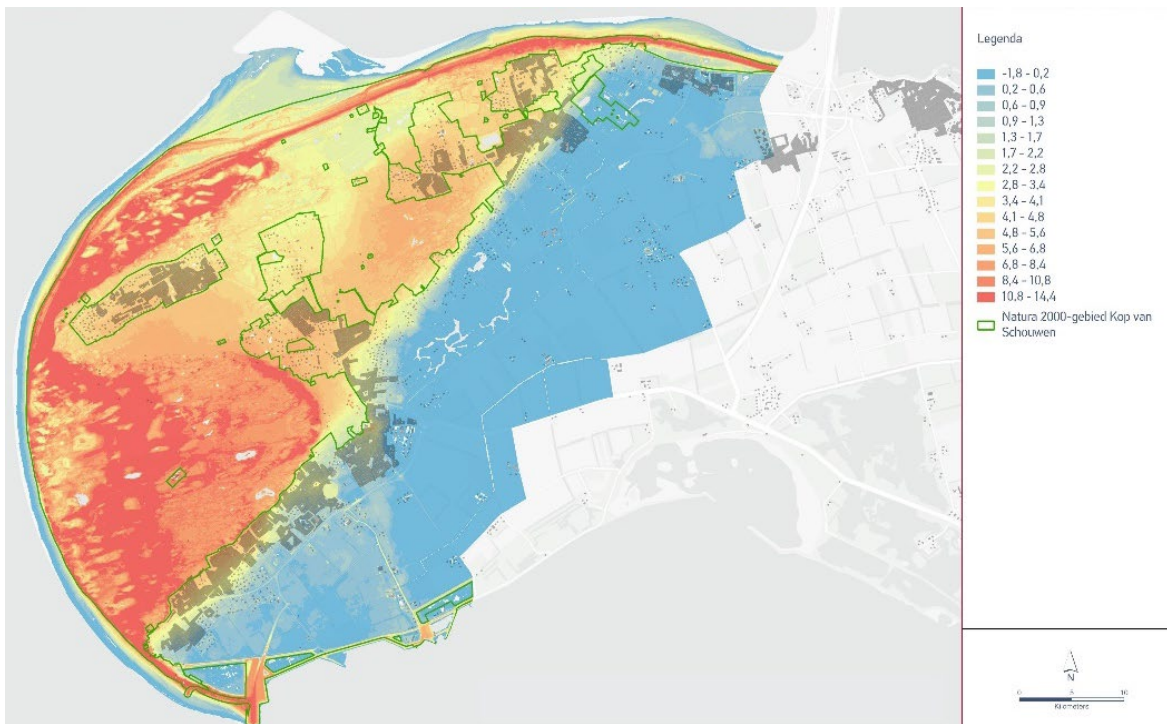 Legenda
-1,8 - 0,2
0,2 - 0,6
0,6 - 0,9
0,9 - 1,3
1,3 - 1,7
1,7 - 2,2
2,2 - 2,8
2,8 - 3,4
3,4 - 4,1
4,1 - 4,8
4,8 - 5,6
5,6 - 6,8
6,8 - 8,4
8,4 - 10,8
10,8 - 14,4
Natura 2000-gebied Kop van
Schouwen
N
0 5 10
Kilometers